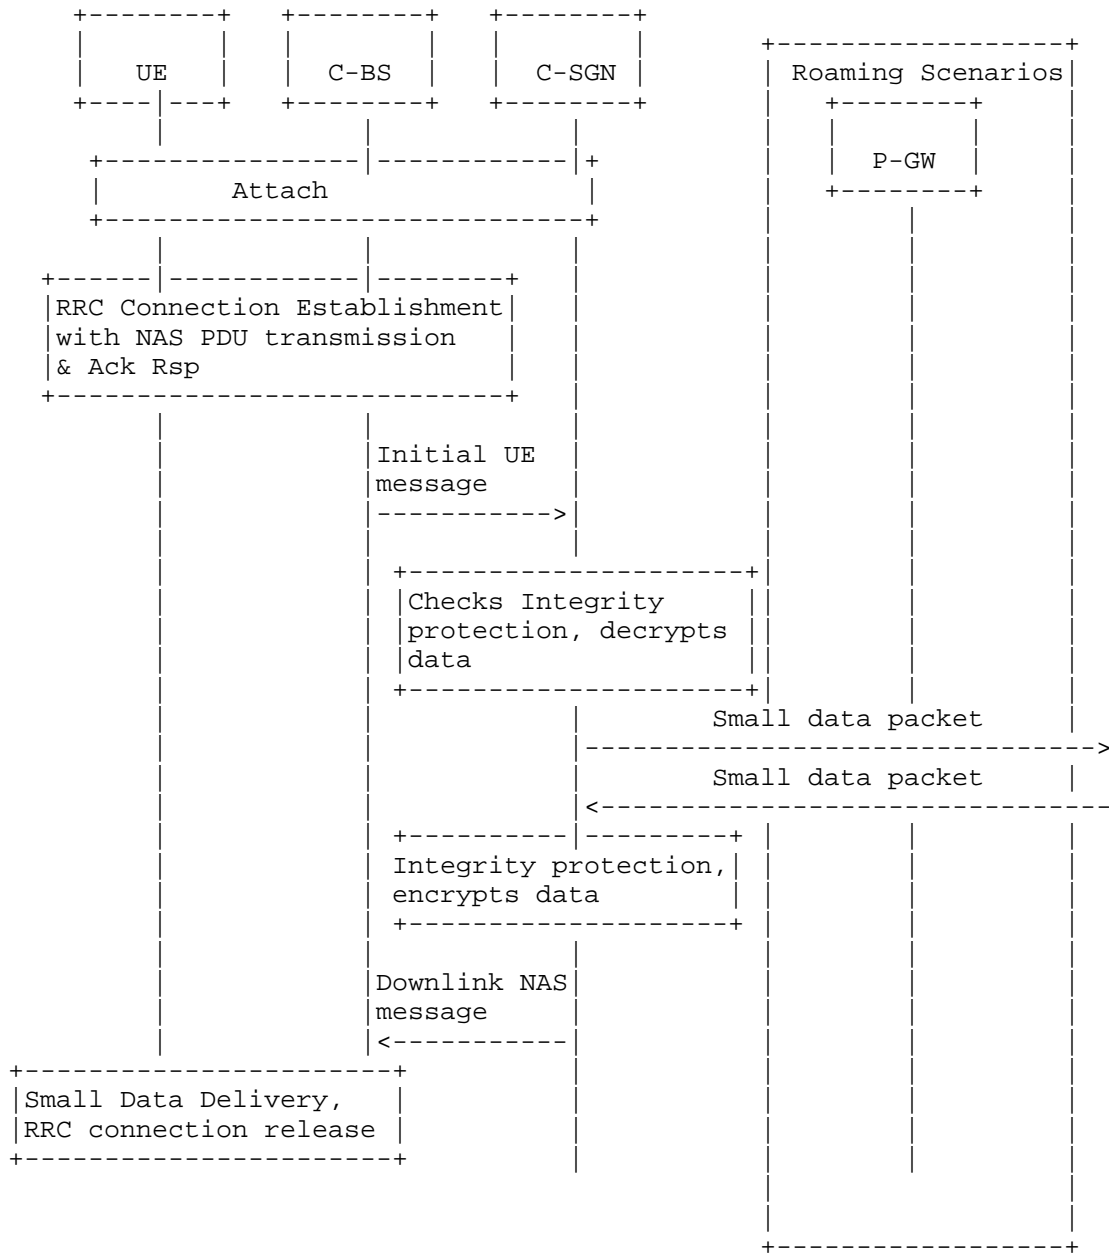 UE
C-BS
C-SGN
Roaming Scenarios
P-GW
Attach
RRC Connection Establishment
with NAS PDU transmission
& Ack Rsp
Initial UE
message
Checks Integrity
protection, decrypts
data
Small data packet
Small data packet
Integrity protection,
encrypts data
Downlink NAS
message
Small Data Delivery,
RRC connection release